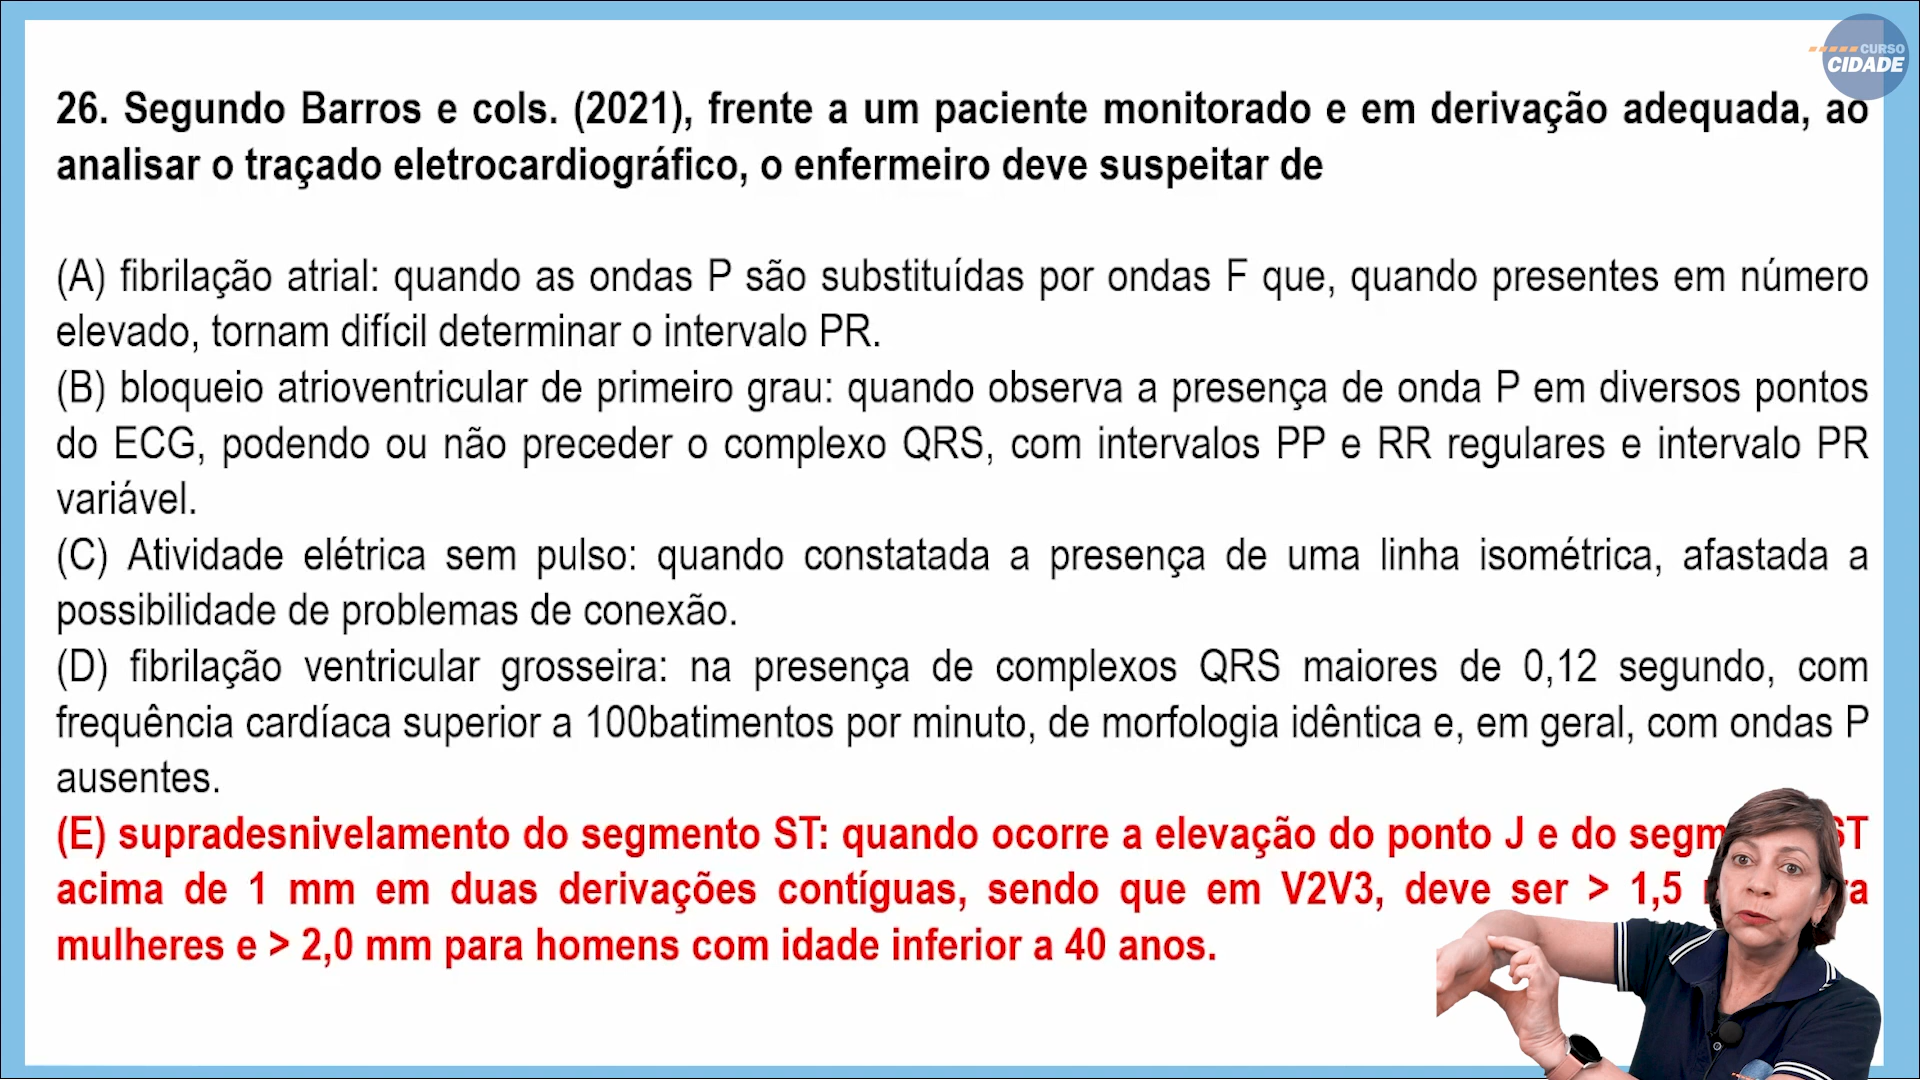 CURSO
CIDADE
26. Segundo Barros e cols. (2021), frente a um paciente monitorado e em derivação adequada, ao
analisar o traçado eletrocardiográfico, o enfermeiro deve suspeitar de
(A) fibrilação atrial: quando as ondas P são substituídas por ondas F que, quando presentes em número
elevado, tornam difícil determinar o intervalo PR.
(B) bloqueio atrioventricular de primeiro grau: quando observa a presença de onda P em diversos pontos
do ECG, podendo ou não preceder o complexo QRS, com intervalos PP e RR regulares e intervalo PR
variável.
(C) Atividade elétrica sem pulso: quando constatada a presença de uma linha isométrica, afastada a
possibilidade de problemas de conexão.
(D) fibrilação ventricular grosseira: na presença de complexos QRS maiores de 0,12 segundo, com
frequência cardíaca superior a 100batimentos por minuto, de morfologia idêntica e, em geral, com ondas P
ausentes.
(E) supradesnivelamento do segmento ST: quando ocorre a elevação do ponto J e do ST
acima de 1 mm em duas derivações contíguas, sendo que em V2V3, deve ser > 1,5
mulheres e > 2,0 mm para homens com idade inferior a 40 anos.